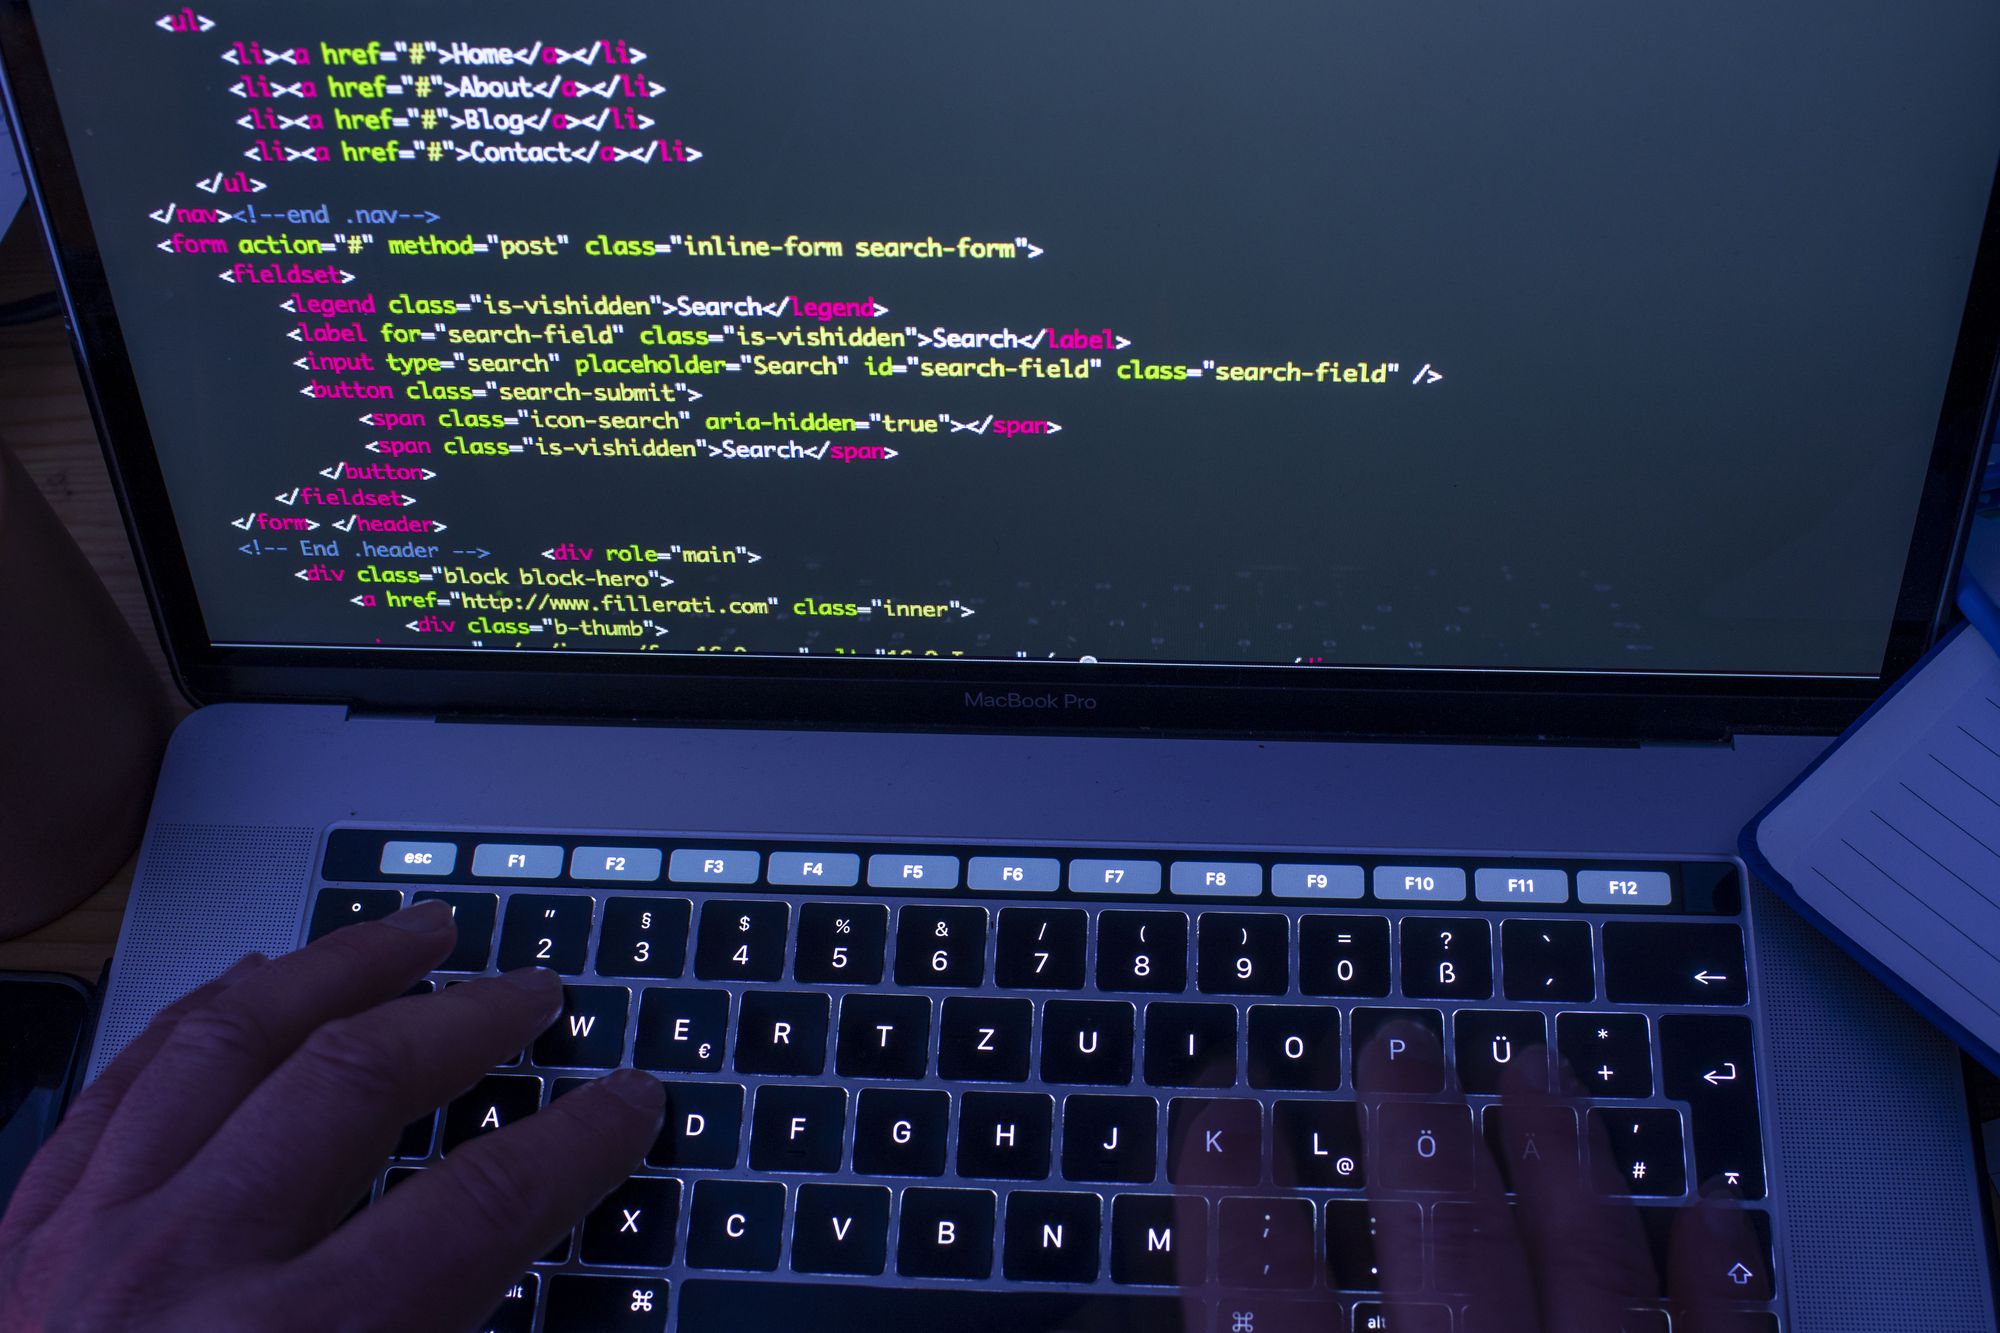 <ul>
<li><a href="#">Home</a></li>
<li><a href="#">About</a></li>
<li><a href="#">Blog</a></li>
<li><a href="#">Contact</a></li>
</ul>
</nav><!--end .nav-->
<form action="#" method="post" class="inline-form search-form">
<fieldset>
<legend class="is-vishidden">Search</legend>
<label for="search-field" class="is-vishidden">Search</label>
<input type="search" placeholder="Search" id="search-field" class="search-field" />
<button class="search-submit">
<span class="icon-search" aria-hidden="true"></span>
<span class="is-vishidden">Search</span>
</button>
</fieldset>
</form> </header>
<!-- End .header --> <div role="main">
<div class="block block-hero">
<a href="http://www.fillerati.com" class="inner">
<div class="b-thumb">
MacBook Pro
esc F1 F2 F3 F4 F5 F6 F7 F8 F9 F10 F11 F12
° " § $ % & / ( ) = ? `
2 3 4 5 6 7 8 9 0 ß ´ ←
W E € R T Z U I O P Ü * +
A D F G H J K L @ Ö Ä ' #
X C V B N M ; , : .
alt ⌘ ⌘ alt